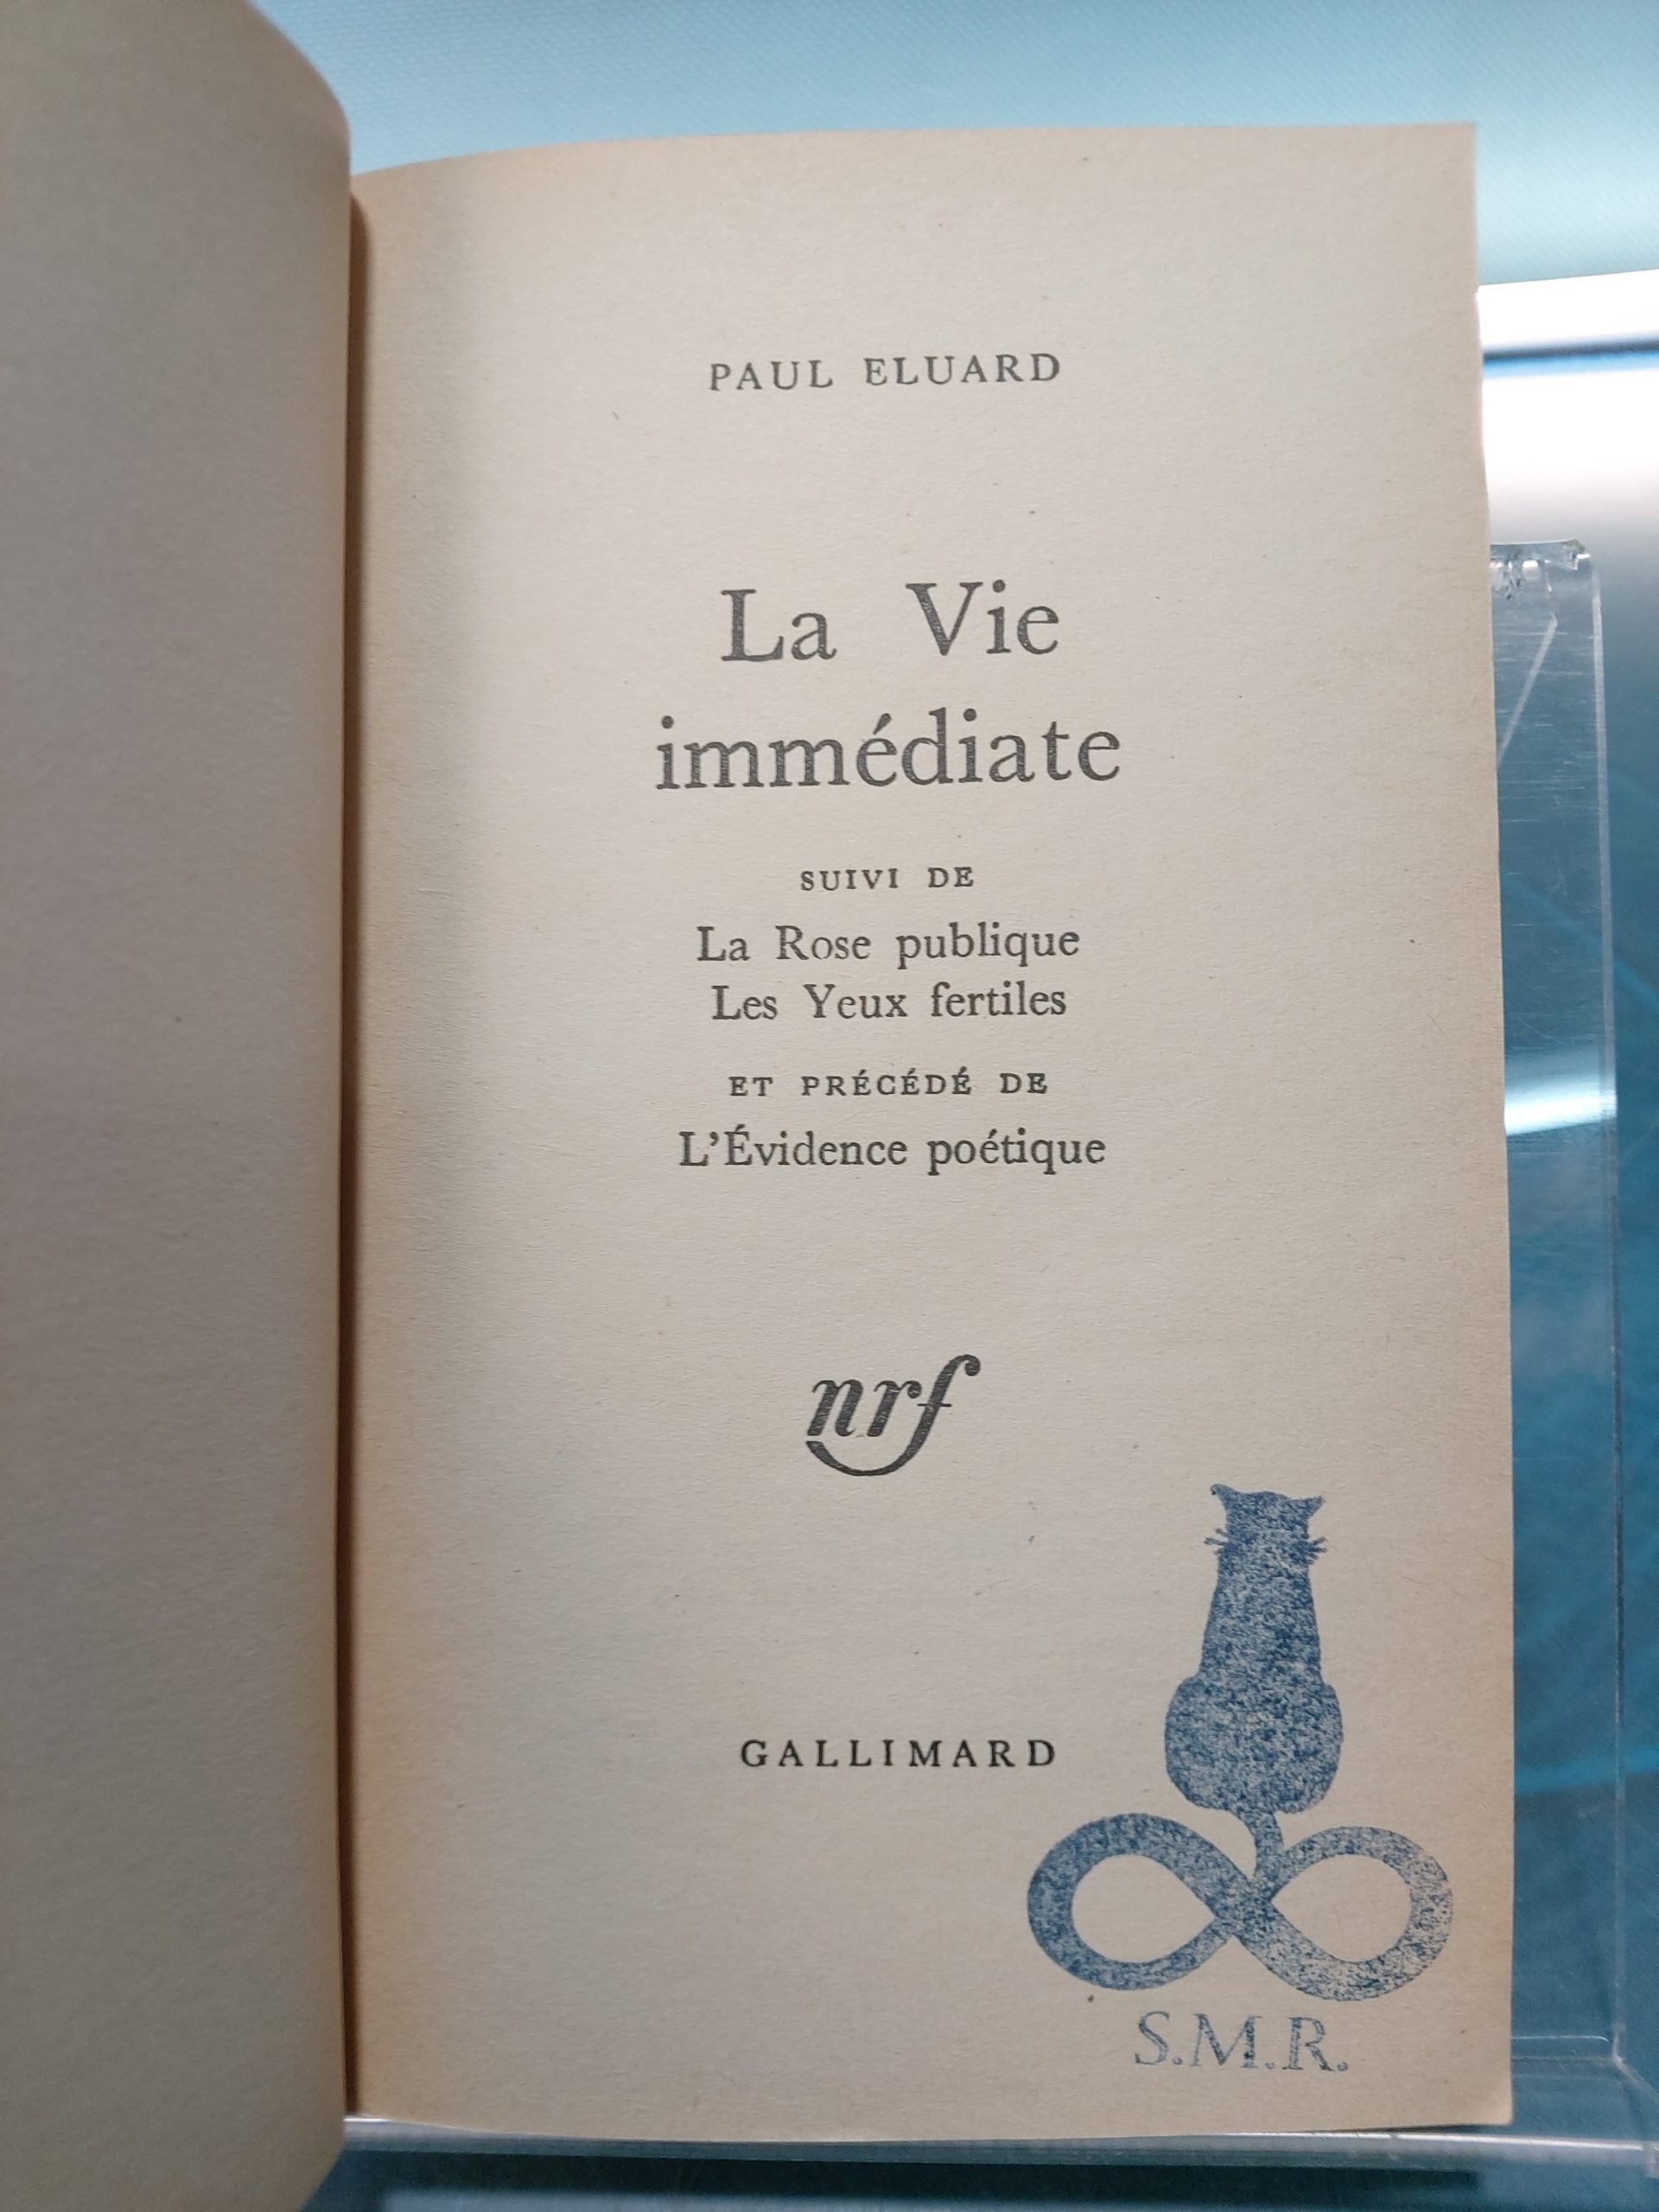 PAUL ELUARD
La Vie
immédiate
SUIVI DE
La Rose publique
Les Yeux fertiles
ET PRÉCÉDÉ DE
L'Évidence poétique
nrf
GALLIMARD
S.M.R.